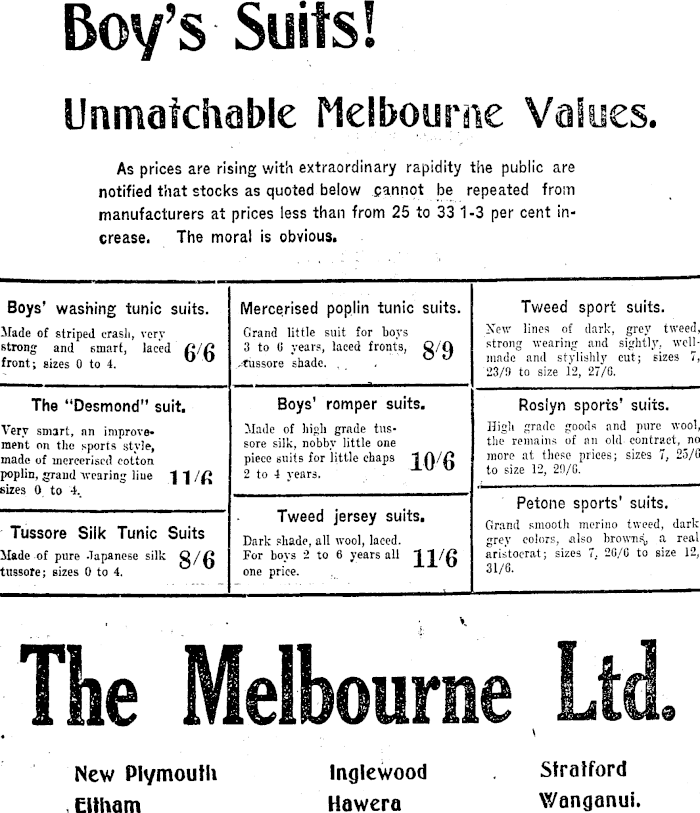 Boy's Suits!
Unmatchable Melbourne Values.
As prices are rising with extraordinary rapidity the public are
notified that stocks as quoted below cannot be repeated from
manufacturers at prices less than from 25 to 33 1-3 per cent in-
crease. The moral is obvious.
Boys' washing tunic suits.
Made of striped crash, very
strong and smart, laced
front; sizes 0 to 4.
6/6
The "Desmond" suit.
Very smart, an improve-
ment on the sports style,
made of mercerised cotton
poplin, grand wearing line
sizes 0 to 4.
11/6
Tussore Silk Tunic Suits
Made of pure Japanese silk
tussore; sizes 0 to 4.
8/6
Mercerised poplin tunic suits.
Grand little suit for boys
3 to 6 years, laced fronts,
tussore shade.
8/9
Boys' romper suits.
Made of high grade tus-
sore silk, nobby little one
piece suits for little chaps
2 to 4 years.
10/6
Tweed jersey suits.
Dark shade, all wool, laced.
For boys 2 to 6 years all
one price.
11/6
Tweed sport suits.
New lines of dark, grey tweed,
strong wearing and sightly, well-
made and stylishly cut; sizes 7,
23/9 to size 12, 27/6.
Roslyn sports' suits.
High grade goods and pure wool,
the remains of an old contract, no
more at these prices; sizes 7, 25/6
to size 12, 29/6.
Petone sports' suits.
Grand smooth merino tweed, dark
grey colors, also browns, a real
aristocrat; sizes 7, 26/6 to size 12,
31/6.
The Melbourne Ltd.
New Plymouth Inglewood Stratford
Eltham Hawera Wanganui.